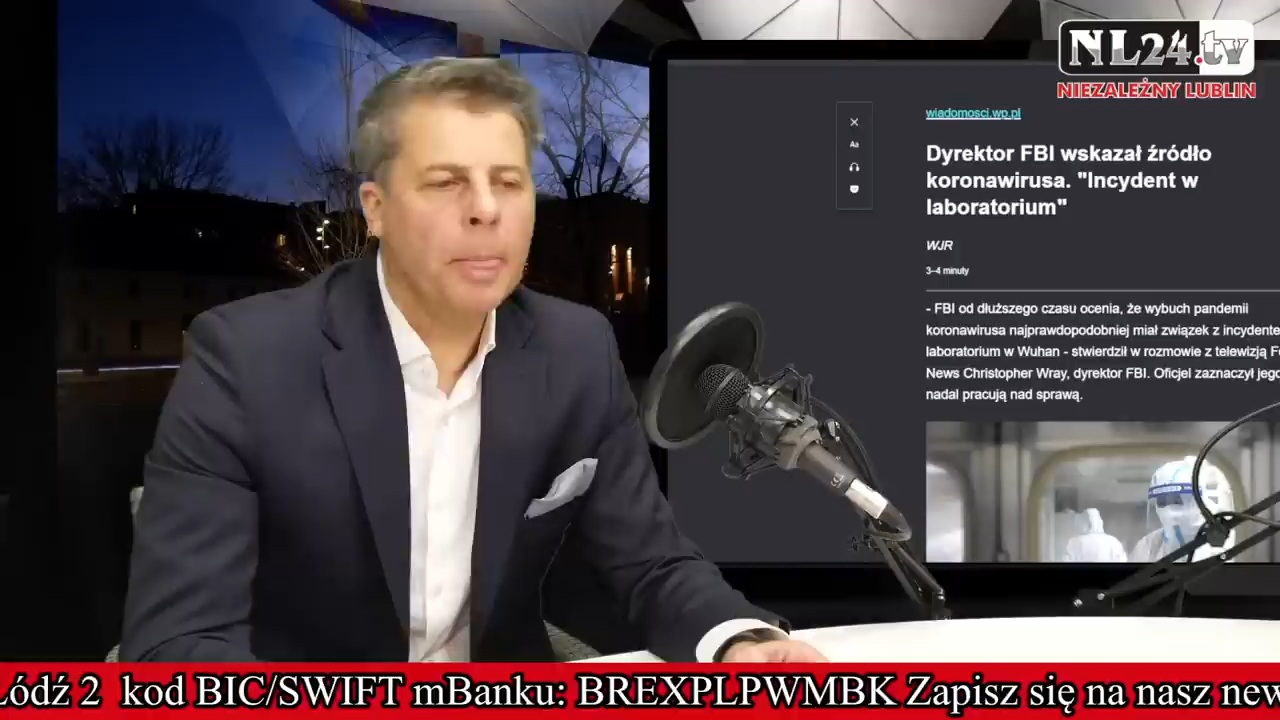 NL24.tv
NIEZALEŻNY LUBLIN
wiadomosci.wp.pl
Aa
Dyrektor FBI wskazał źródło
koronawirusa. "Incydent w
laboratorium"
WJR
3–4 minuty
- FBI od dłuższego czasu ocenia, że wybuch pandemii
koronawirusa najprawdopodobniej miał związek z incydente
laboratorium w Wuhan - stwierdził w rozmowie z telewizją F
News Christopher Wray, dyrektor FBI. Oficjel zaznaczył jego
nadal pracują nad sprawą.
Łódź 2 kod BIC/SWIFT mBanku: BREXPLPWMBK Zapisz się na nasz new